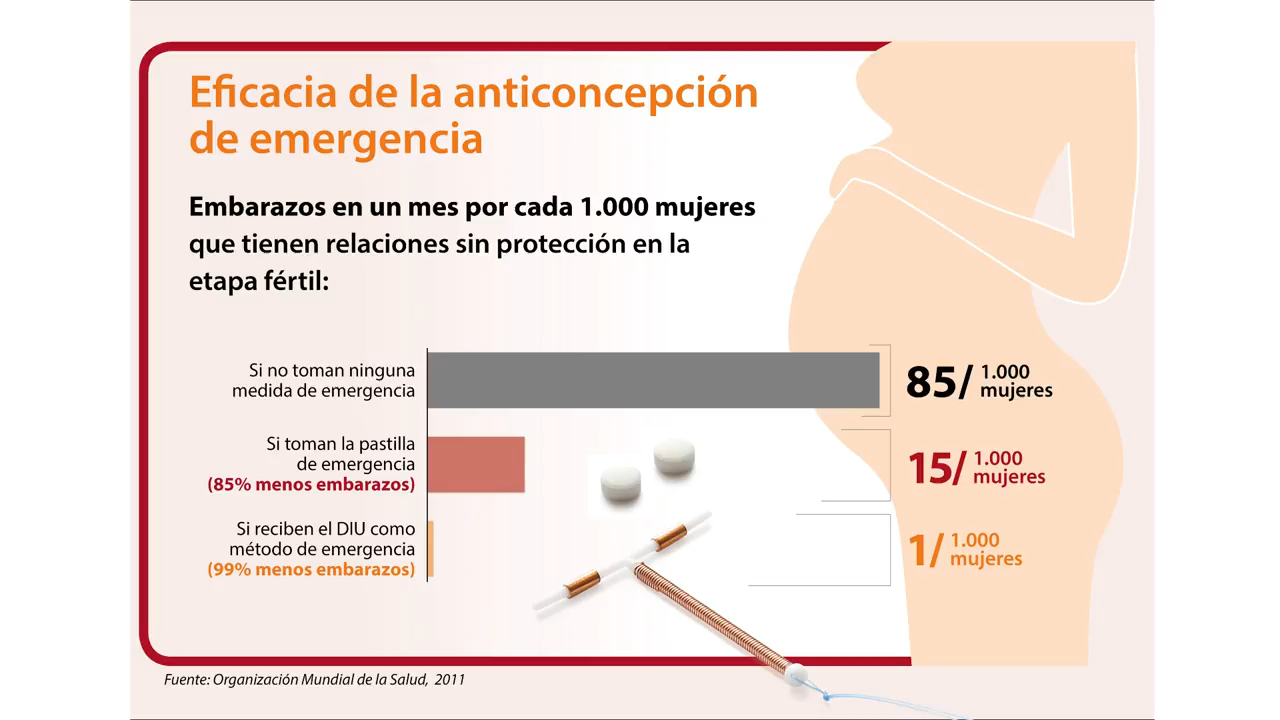 Eficacia de la anticoncepción
de emergencia
Embarazos en un mes por cada 1.000 mujeres
que tienen relaciones sin protección en la
etapa fértil:
Si no toman ninguna
medida de emergencia
85/ 1.000
mujeres
Si toman la pastilla
de emergencia
(85% menos embarazos)
15/ 1.000
mujeres
Si reciben el DIU como
método de emergencia
(99% menos embarazos)
1/ 1.000
mujeres
Fuente: Organización Mundial de la Salud, 2011